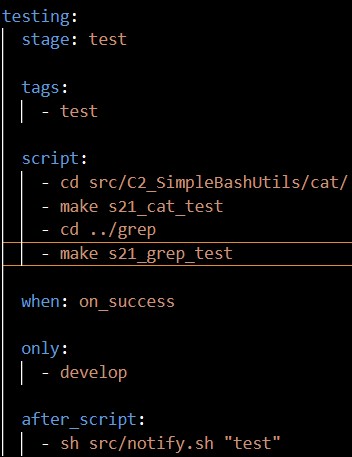 testing:
stage: test
tags:
- test
script:
- cd src/C2_SimpleBashUtils/cat/
- make s21_cat_test
- cd ../grep
- make s21_grep_test
when: on_success
only:
- develop
after_script:
- sh src/notify.sh "test"